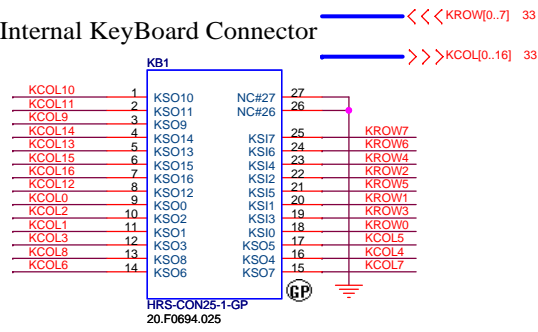 KROW[0..7] 33
Internal KeyBoard Connector
KCOL[0..16] 33
KB1
KCOL10 1 KSO10 NC#27 27
KCOL11 2 KSO11 NC#26 26
KCOL9 3 KSO9
KCOL14 4 KSO14 KSI7 25 KROW7
KCOL13 5 KSO13 KSI6 24 KROW6
KCOL15 6 KSO15 KSI4 23 KROW4
KCOL16 7 KSO16 KSI2 22 KROW2
KCOL12 8 KSO12 KSI5 21 KROW5
KCOL0 9 KSO0 KSI1 20 KROW1
KCOL2 10 KSO2 KSI3 19 KROW3
KCOL1 11 KSO1 KSI0 18 KROW0
KCOL3 12 KSO3 KSO5 17 KCOL5
KCOL8 13 KSO8 KSO4 16 KCOL4
KCOL6 14 KSO6 KSO7 15 KCOL7
GP
HRS-CON25-1-GP
20.F0694.025